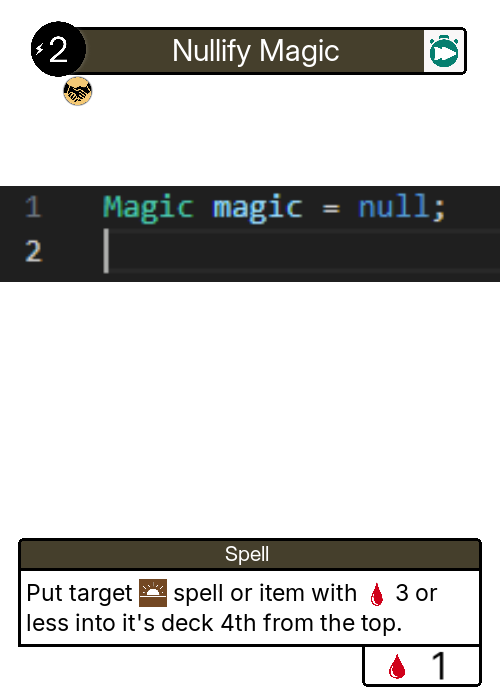 2
Nullify Magic
1 Magic magic = null;
2
Spell
Put target spell or item with 3 or
less into it's deck 4th from the top.
1